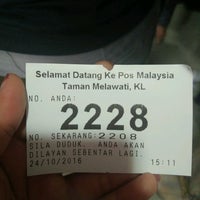 Selamat Datang Ke Pos Malaysia
Taman Melawati, KL
NO. ANDA:
2228
NO. SEKARANG:2208
SILA DUDUK. ANDA AKAN
DILAYAN SEBENTAR LAGI.
24/10/2016 15:11